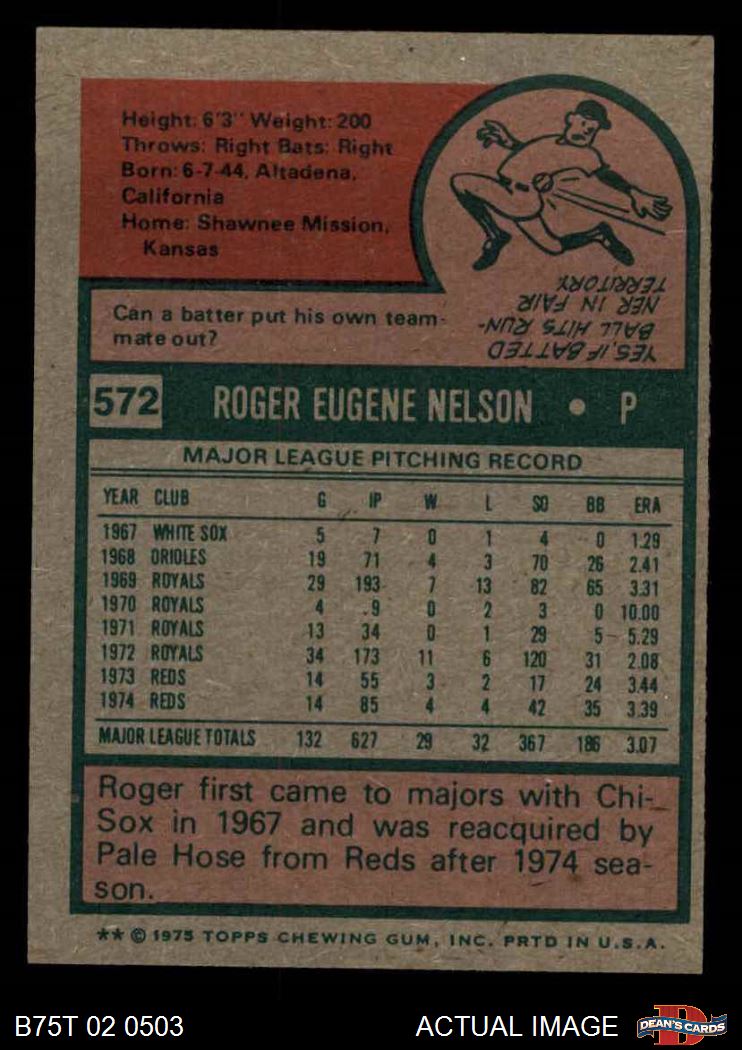 Height: 6'3" Weight: 200
Throws: Right Bats: Right
Born: 6-7-44, Altadena,
California
Home: Shawnee Mission,
Kansas
Can a batter put his own team-
mate out?
YES, IF BATTED
BALL HITS RUN-
NER IN FAIR
TERRITORY.
572 ROGER EUGENE NELSON • P
MAJOR LEAGUE PITCHING RECORD
YEAR CLUB G IP W L SO BB ERA
1967 WHITE SOX 5 7 0 1 4 0 1.29
1968 ORIOLES 19 71 4 3 70 26 2.41
1969 ROYALS 29 193 7 13 82 65 3.31
1970 ROYALS 4 9 0 2 3 0 10.00
1971 ROYALS 13 34 0 1 29 5 5.29
1972 ROYALS 34 173 11 6 120 31 2.08
1973 REDS 14 55 3 2 17 24 3.44
1974 REDS 14 85 4 4 42 35 3.39
MAJOR LEAGUE TOTALS 132 627 29 32 367 186 3.07
Roger first came to majors with Chi-
Sox in 1967 and was reacquired by
Pale Hose from Reds after 1974 sea-
son.
** © 1975 TOPPS CHEWING GUM, INC. PRTD IN U.S.A.
B75T 02 0503 ACTUAL IMAGE DEAN'S CARDS